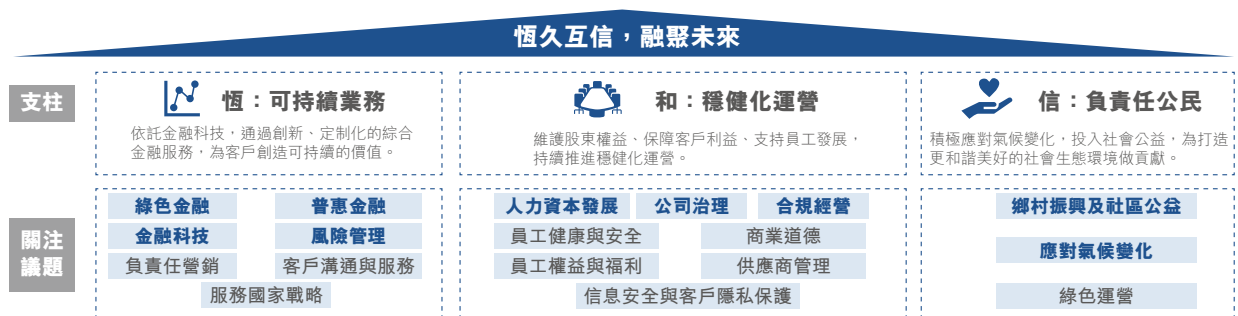 恆久互信，融聚未來
支柱
恆：可持續業務
依託金融科技，通過創新、定制化的綜合
金融服務，為客戶創造可持續的價值。
和：穩健化運營
維護股東權益、保障客戶利益、支持員工發展，
持續推進穩健化運營。
信：負責任公民
積極應對氣候變化，投入社會公益，為打造
更和諧美好的社會生態環境做貢獻。
關注
議題
綠色金融 普惠金融
金融科技 風險管理
負責任營銷 客戶溝通與服務
服務國家戰略
人力資本發展 公司治理 合規經營
員工健康與安全 商業道德
員工權益與福利 供應商管理
信息安全與客戶隱私保護
鄉村振興及社區公益
應對氣候變化
綠色運營